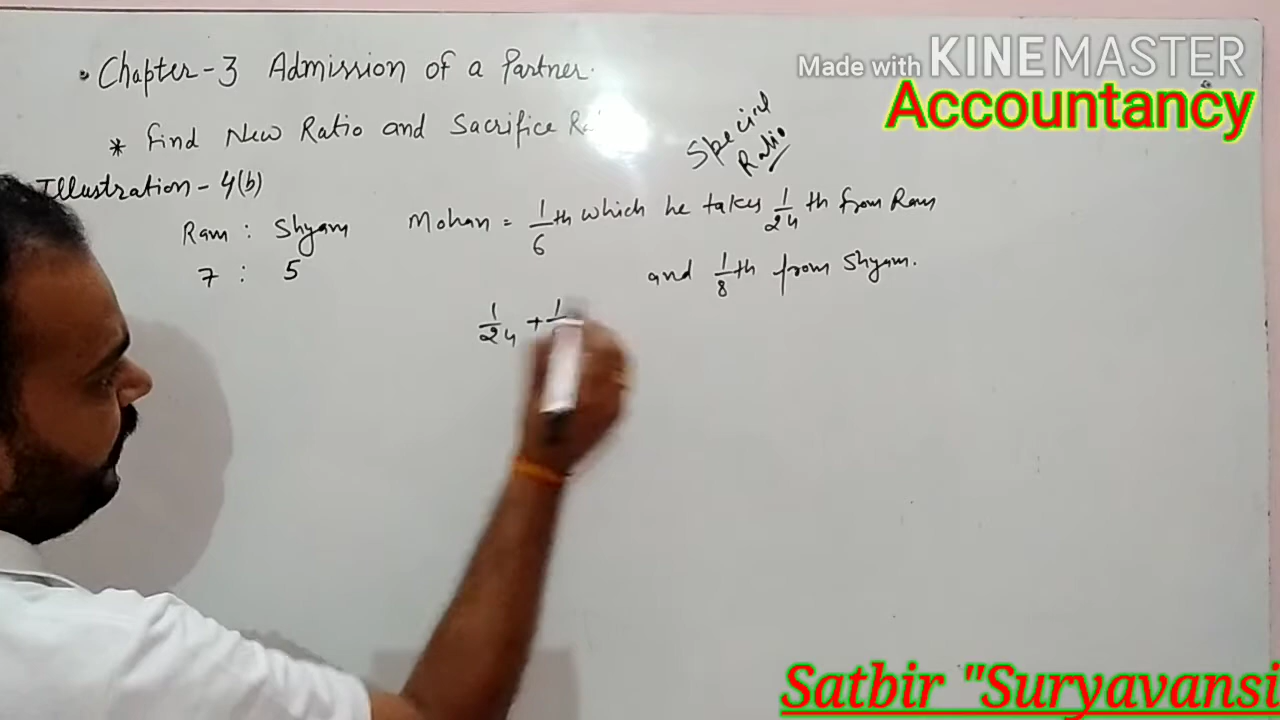 Made with KINEMASTER
Accountancy
• Chapter-3 Admission of a Partner.
* Find New Ratio and Sacrifice
Special
Ratio
Illustration - 4(b)
Ram : Shyam Mohan = 1/6 th which he takes 1/24 th from Ram
7 : 5 and 1/8 th from Shyam.
1/24 + 1
Satbir "Suryavansi